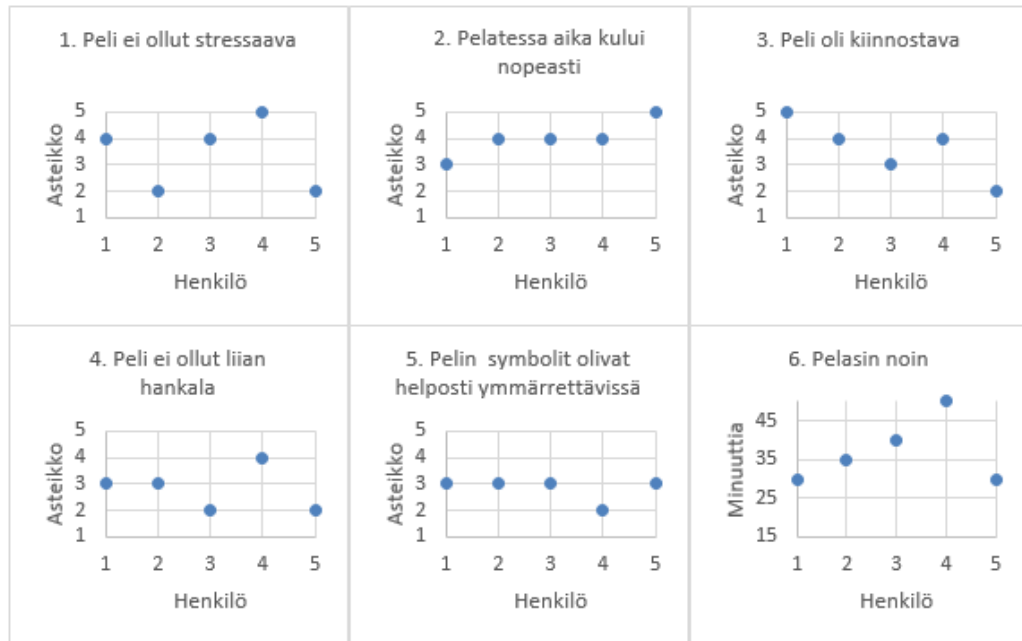 1. Peli ei ollut stressaava
5
4
3
2
1
Asteikko
1 2 3 4 5
Henkilö
2. Pelatessa aika kului
nopeasti
5
4
3
2
1
Asteikko
1 2 3 4 5
Henkilö
3. Peli oli kiinnostava
5
4
3
2
1
Asteikko
1 2 3 4 5
Henkilö
4. Peli ei ollut liian
hankala
5
4
3
2
1
Asteikko
1 2 3 4 5
Henkilö
5. Pelin symbolit olivat
helposti ymmärrettävissä
5
4
3
2
1
Asteikko
1 2 3 4 5
Henkilö
6. Pelasin noin
45
35
25
15
Minuuttia
1 2 3 4 5
Henkilö